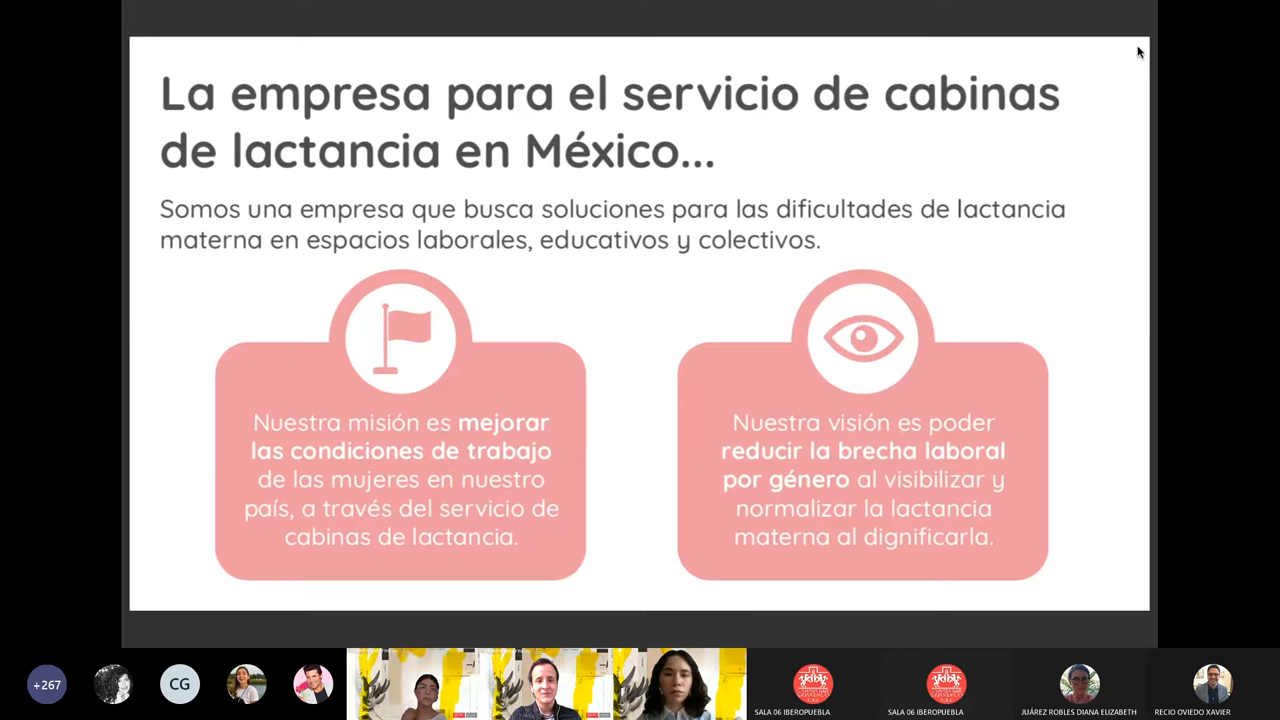 La empresa para el servicio de cabinas
de lactancia en México...
Somos una empresa que busca soluciones para las dificultades de lactancia
materna en espacios laborales, educativos y colectivos.
Nuestra misión es mejorar
las condiciones de trabajo
de las mujeres en nuestro
país, a través del servicio de
cabinas de lactancia.
Nuestra visión es poder
reducir la brecha laboral
por género al visibilizar y
normalizar la lactancia
materna al dignificarla.
+267
CG
SALA 06 IBEROPUEBLA
SALA 06 IBEROPUEBLA
JUÁREZ ROBLES DIANA ELIZABETH
RECIO OVIEDO XAVIER